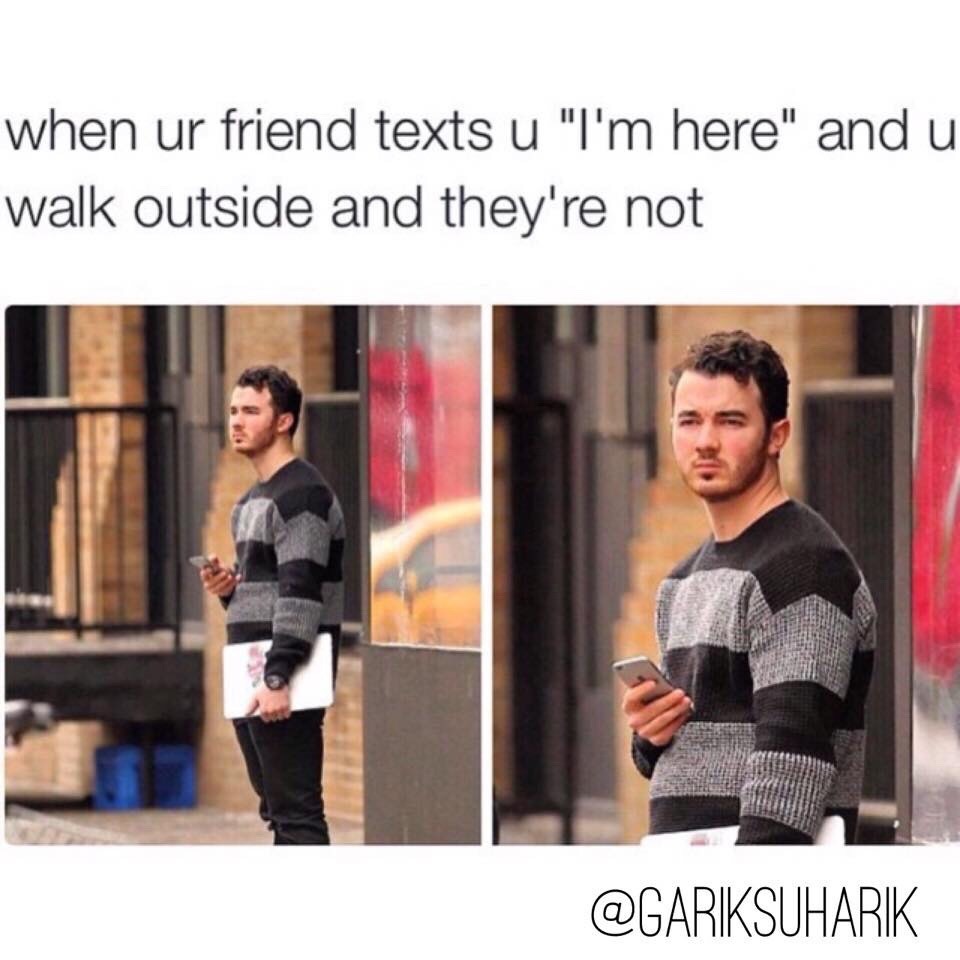 when ur friend texts u "I'm here" and u
walk outside and they're not
@GARIKSUHARIK